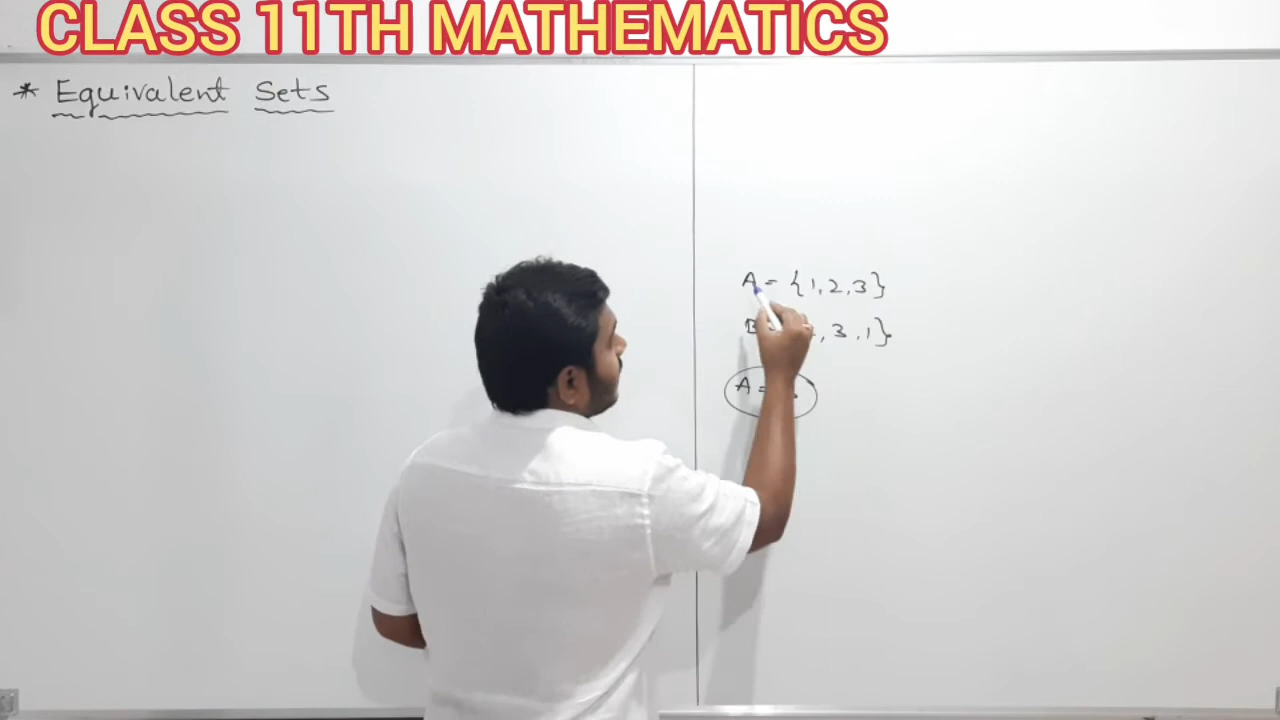 CLASS 11TH MATHEMATICS
* Equivalent Sets
A = {1, 2, 3}
B , 3, 1}
A =